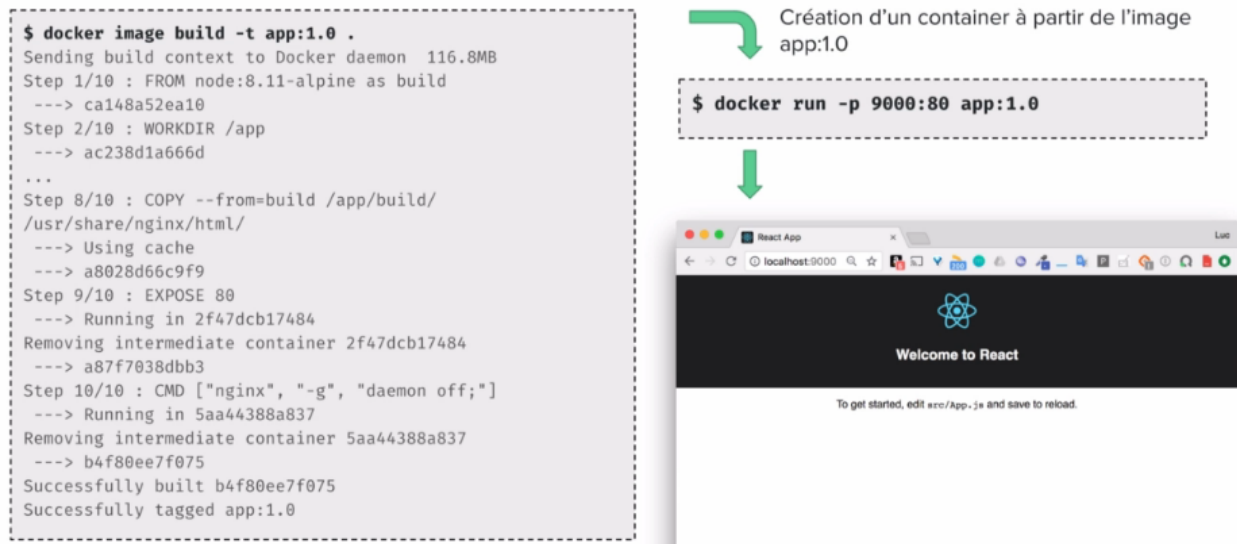 $ docker image build -t app:1.0 .
Sending build context to Docker daemon  116.8MB
Step 1/10 : FROM node:8.11-alpine as build
---> ca148a52ea10
Step 2/10 : WORKDIR /app
---> ac238d1a666d
...
Step 8/10 : COPY --from=build /app/build/
/usr/share/nginx/html/
---> Using cache
---> a8028d66c9f9
Step 9/10 : EXPOSE 80
---> Running in 2f47dcb17484
Removing intermediate container 2f47dcb17484
---> a87f7038dbb3
Step 10/10 : CMD ["nginx", "-g", "daemon off;"]
---> Running in 5aa44388a837
Removing intermediate container 5aa44388a837
---> b4f80ee7f075
Successfully built b4f80ee7f075
Successfully tagged app:1.0
Création d'un container à partir de l'image
app:1.0
$ docker run -p 9000:80 app:1.0
React App
Luc
localhost:9000
Welcome to React
To get started, edit src/App.js and save to reload.